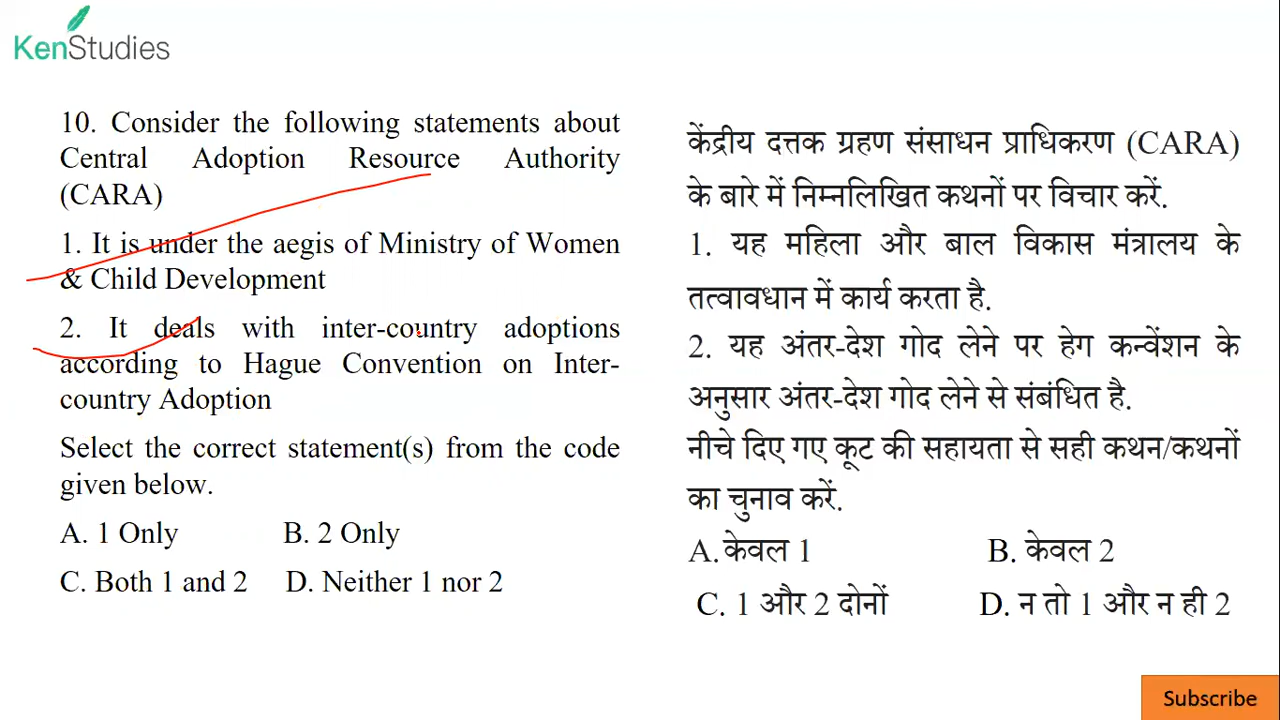 KenStudies
10. Consider the following statements about
Central Adoption Resource Authority
(CARA)
1. It is under the aegis of Ministry of Women
& Child Development
2. It deals with inter-country adoptions
according to Hague Convention on Inter-
country Adoption
Select the correct statement(s) from the code
given below.
A. 1 Only B. 2 Only
C. Both 1 and 2 D. Neither 1 nor 2
केंद्रीय दत्तक ग्रहण संसाधन प्राधिकरण (CARA)
के बारे में निम्नलिखित कथनों पर विचार करें.
1. यह महिला और बाल विकास मंत्रालय के
तत्वावधान में कार्य करता है.
2. यह अंतर-देश गोद लेने पर हेग कन्वेंशन के
अनुसार अंतर-देश गोद लेने से संबंधित है.
नीचे दिए गए कूट की सहायता से सही कथन/कथनों
का चुनाव करें.
A. केवल 1 B. केवल 2
C. 1 और 2 दोनों D. न तो 1 और न ही 2
Subscribe